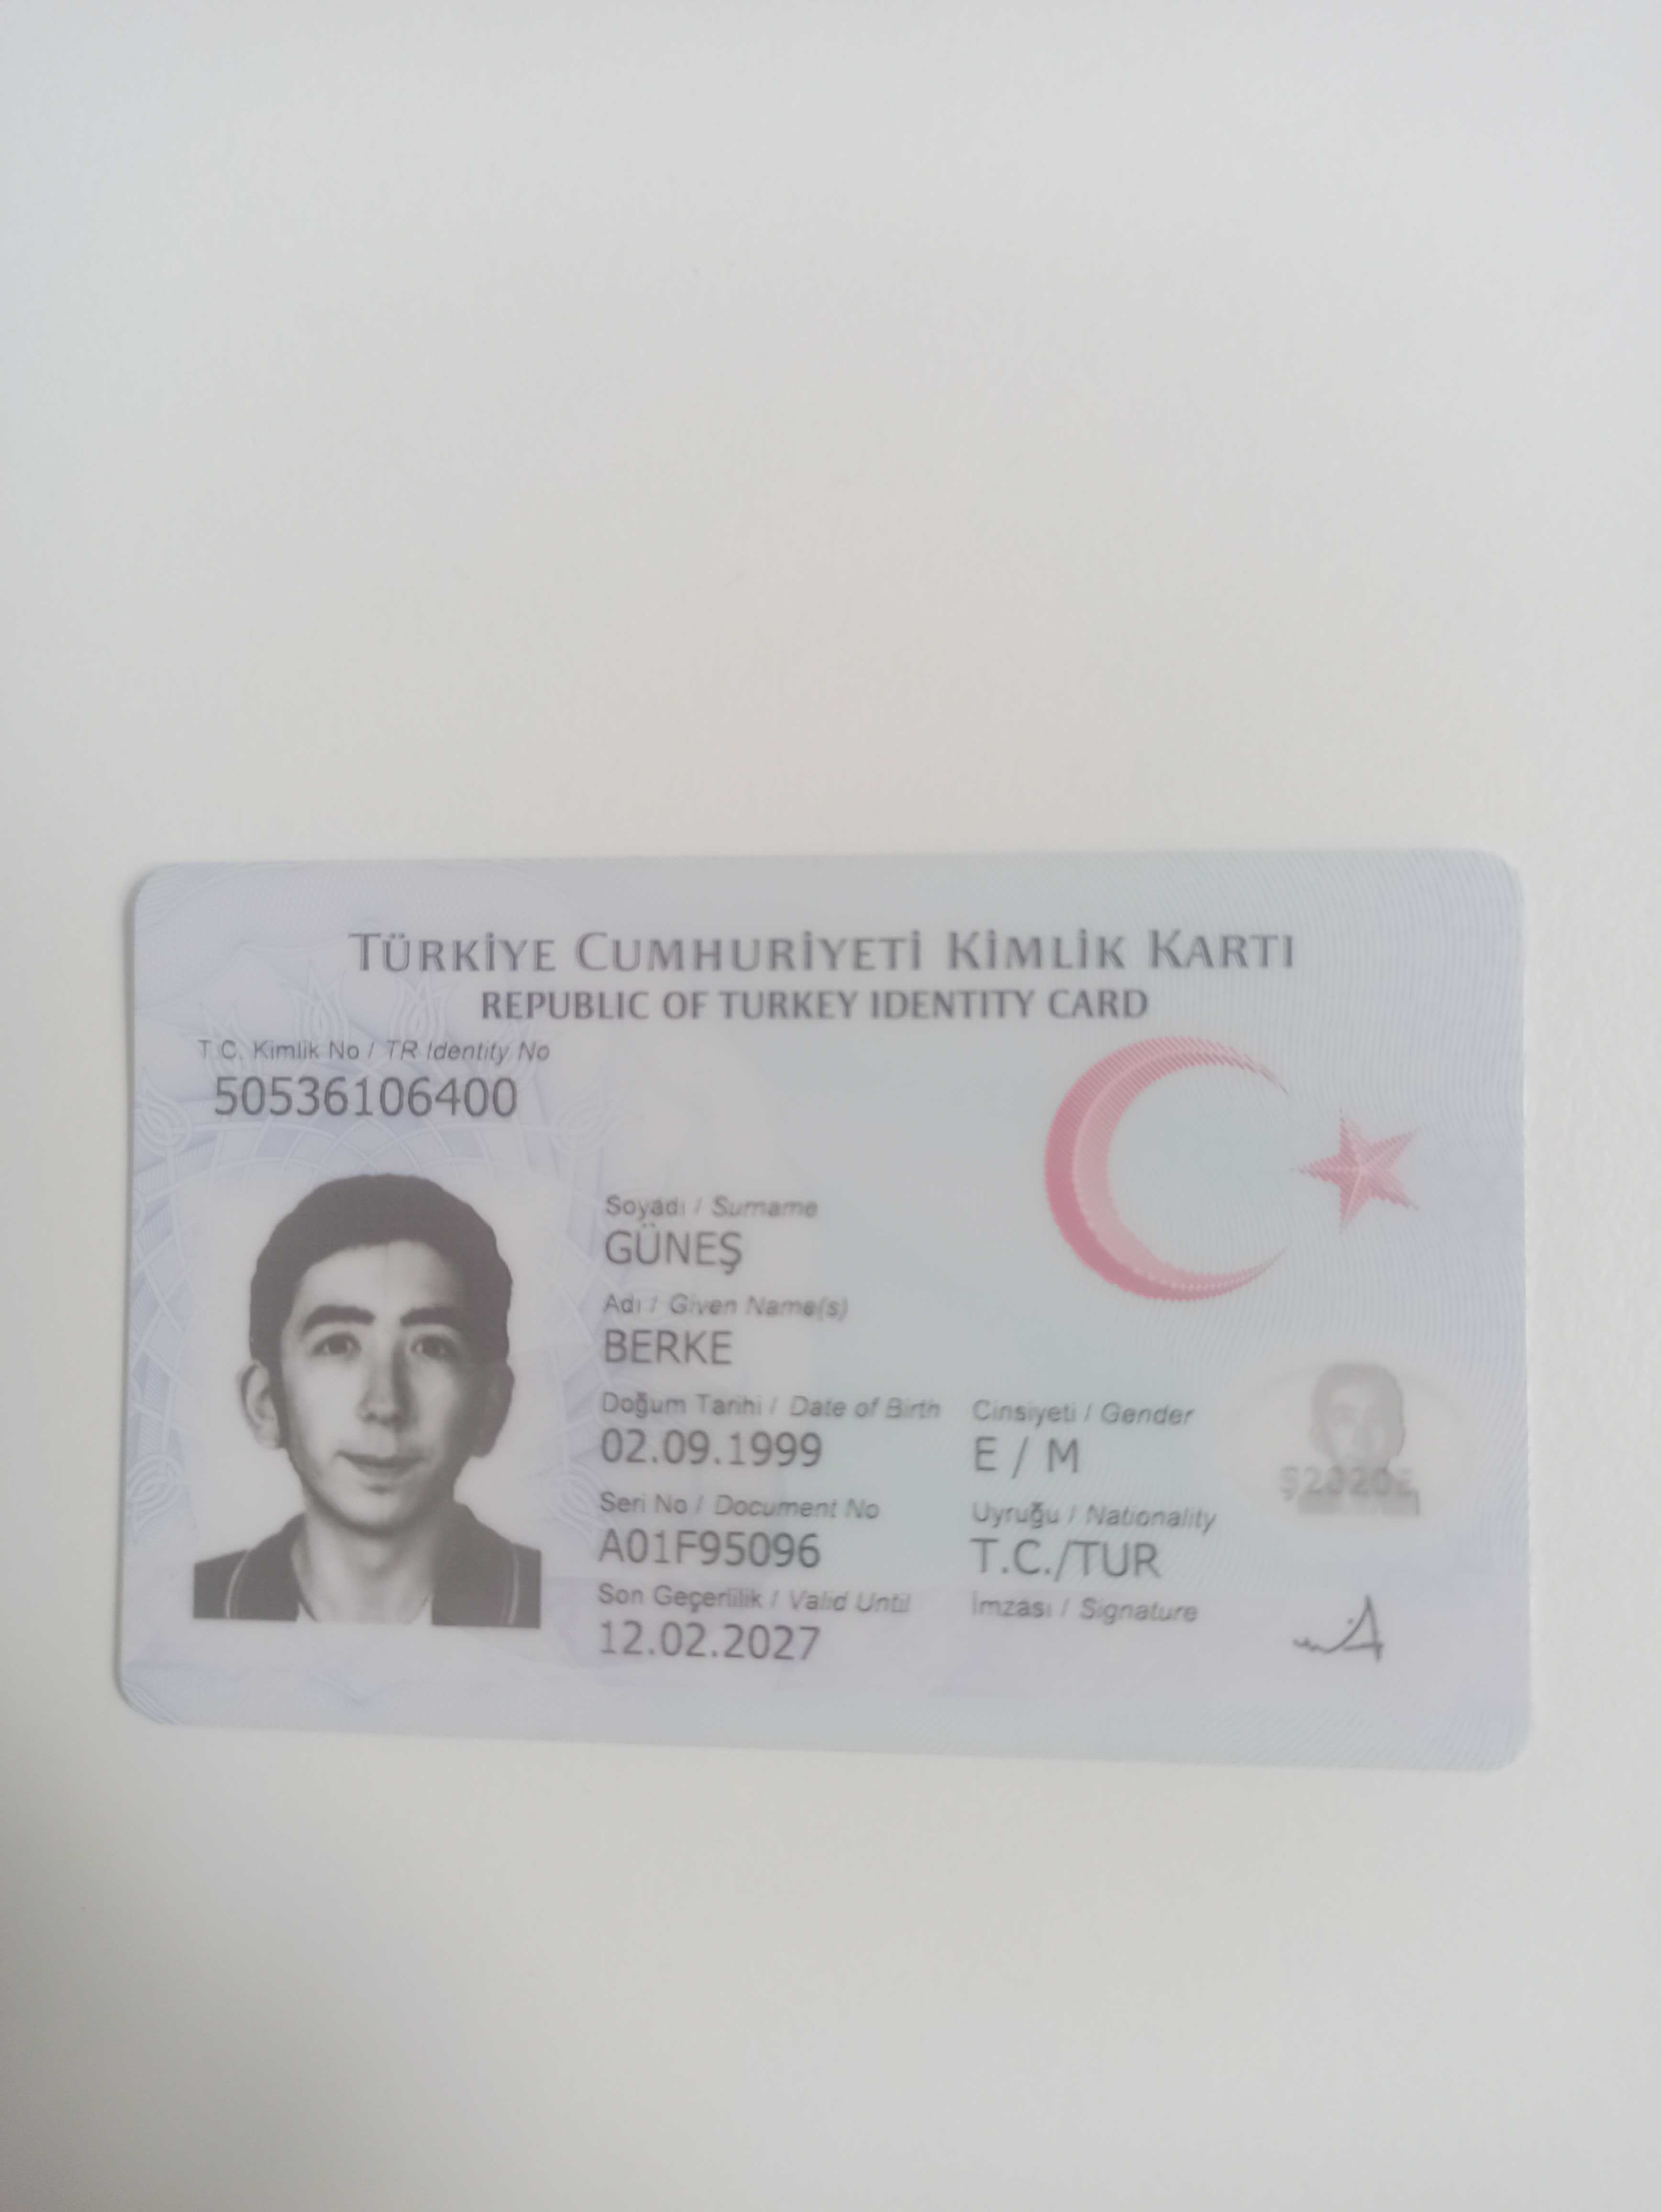 TÜRKİYE CUMHURİYETİ KİMLİK KARTI
REPUBLIC OF TURKEY IDENTITY CARD
T.C. Kimlik No / TR Identity No
50536106400
Soyadı / Surname
GÜNEŞ
Adı / Given Name(s)
BERKE
Doğum Tarihi / Date of Birth Cinsiyeti / Gender
02.09.1999 E / M
Seri No / Document No Uyruğu / Nationality
A01F95096 T.C./TUR
Son Geçerlilik / Valid Until İmzası / Signature
12.02.2027